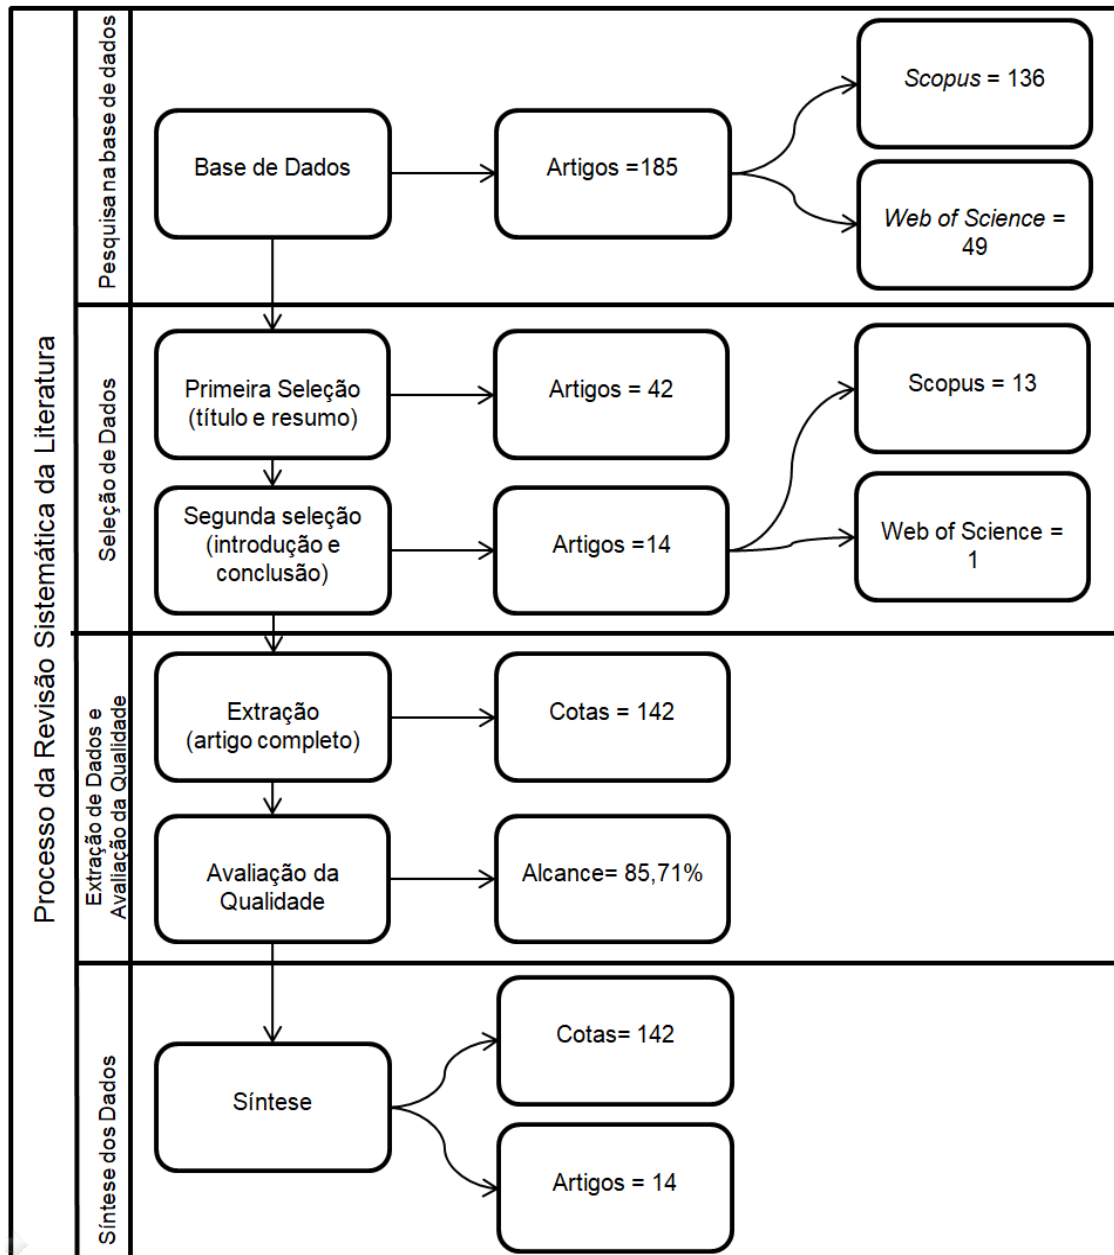 Processo da Revisão Sistemática da Literatura
Pesquisa na base de dados
Base de Dados
Artigos =185
Scopus = 136
Web of Science =
49
Seleção de Dados
Primeira Seleção
(título e resumo)
Artigos = 42
Segunda seleção
(introdução e
conclusão)
Artigos =14
Scopus = 13
Web of Science =
1
Extração de Dados e
Avaliação da Qualidade
Extração
(artigo completo)
Cotas = 142
Avaliação da
Qualidade
Alcance= 85,71%
Síntese dos Dados
Síntese
Cotas= 142
Artigos = 14